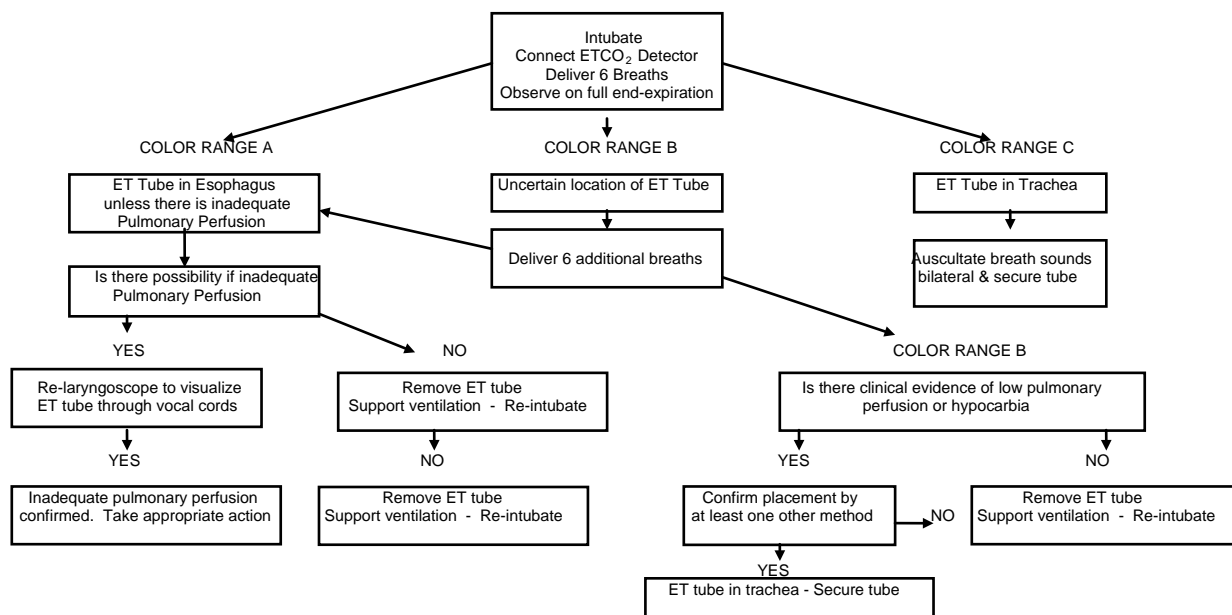 Intubate
Connect ETCO₂ Detector
Deliver 6 Breaths
Observe on full end-expiration
COLOR RANGE A
COLOR RANGE B
COLOR RANGE C
ET Tube in Esophagus
unless there is inadequate
Pulmonary Perfusion
Uncertain location of ET Tube
ET Tube in Trachea
Deliver 6 additional breaths
Auscultate breath sounds
bilateral & secure tube
Is there possibility if inadequate
Pulmonary Perfusion
YES
NO
COLOR RANGE B
Re-laryngoscope to visualize
ET tube through vocal cords
Remove ET tube
Support ventilation - Re-intubate
Is there clinical evidence of low pulmonary
perfusion or hypocarbia
YES
NO
YES
NO
Inadequate pulmonary perfusion
confirmed. Take appropriate action
Remove ET tube
Support ventilation - Re-intubate
Confirm placement by
at least one other method
NO
Remove ET tube
Support ventilation - Re-intubate
YES
ET tube in trachea - Secure tube